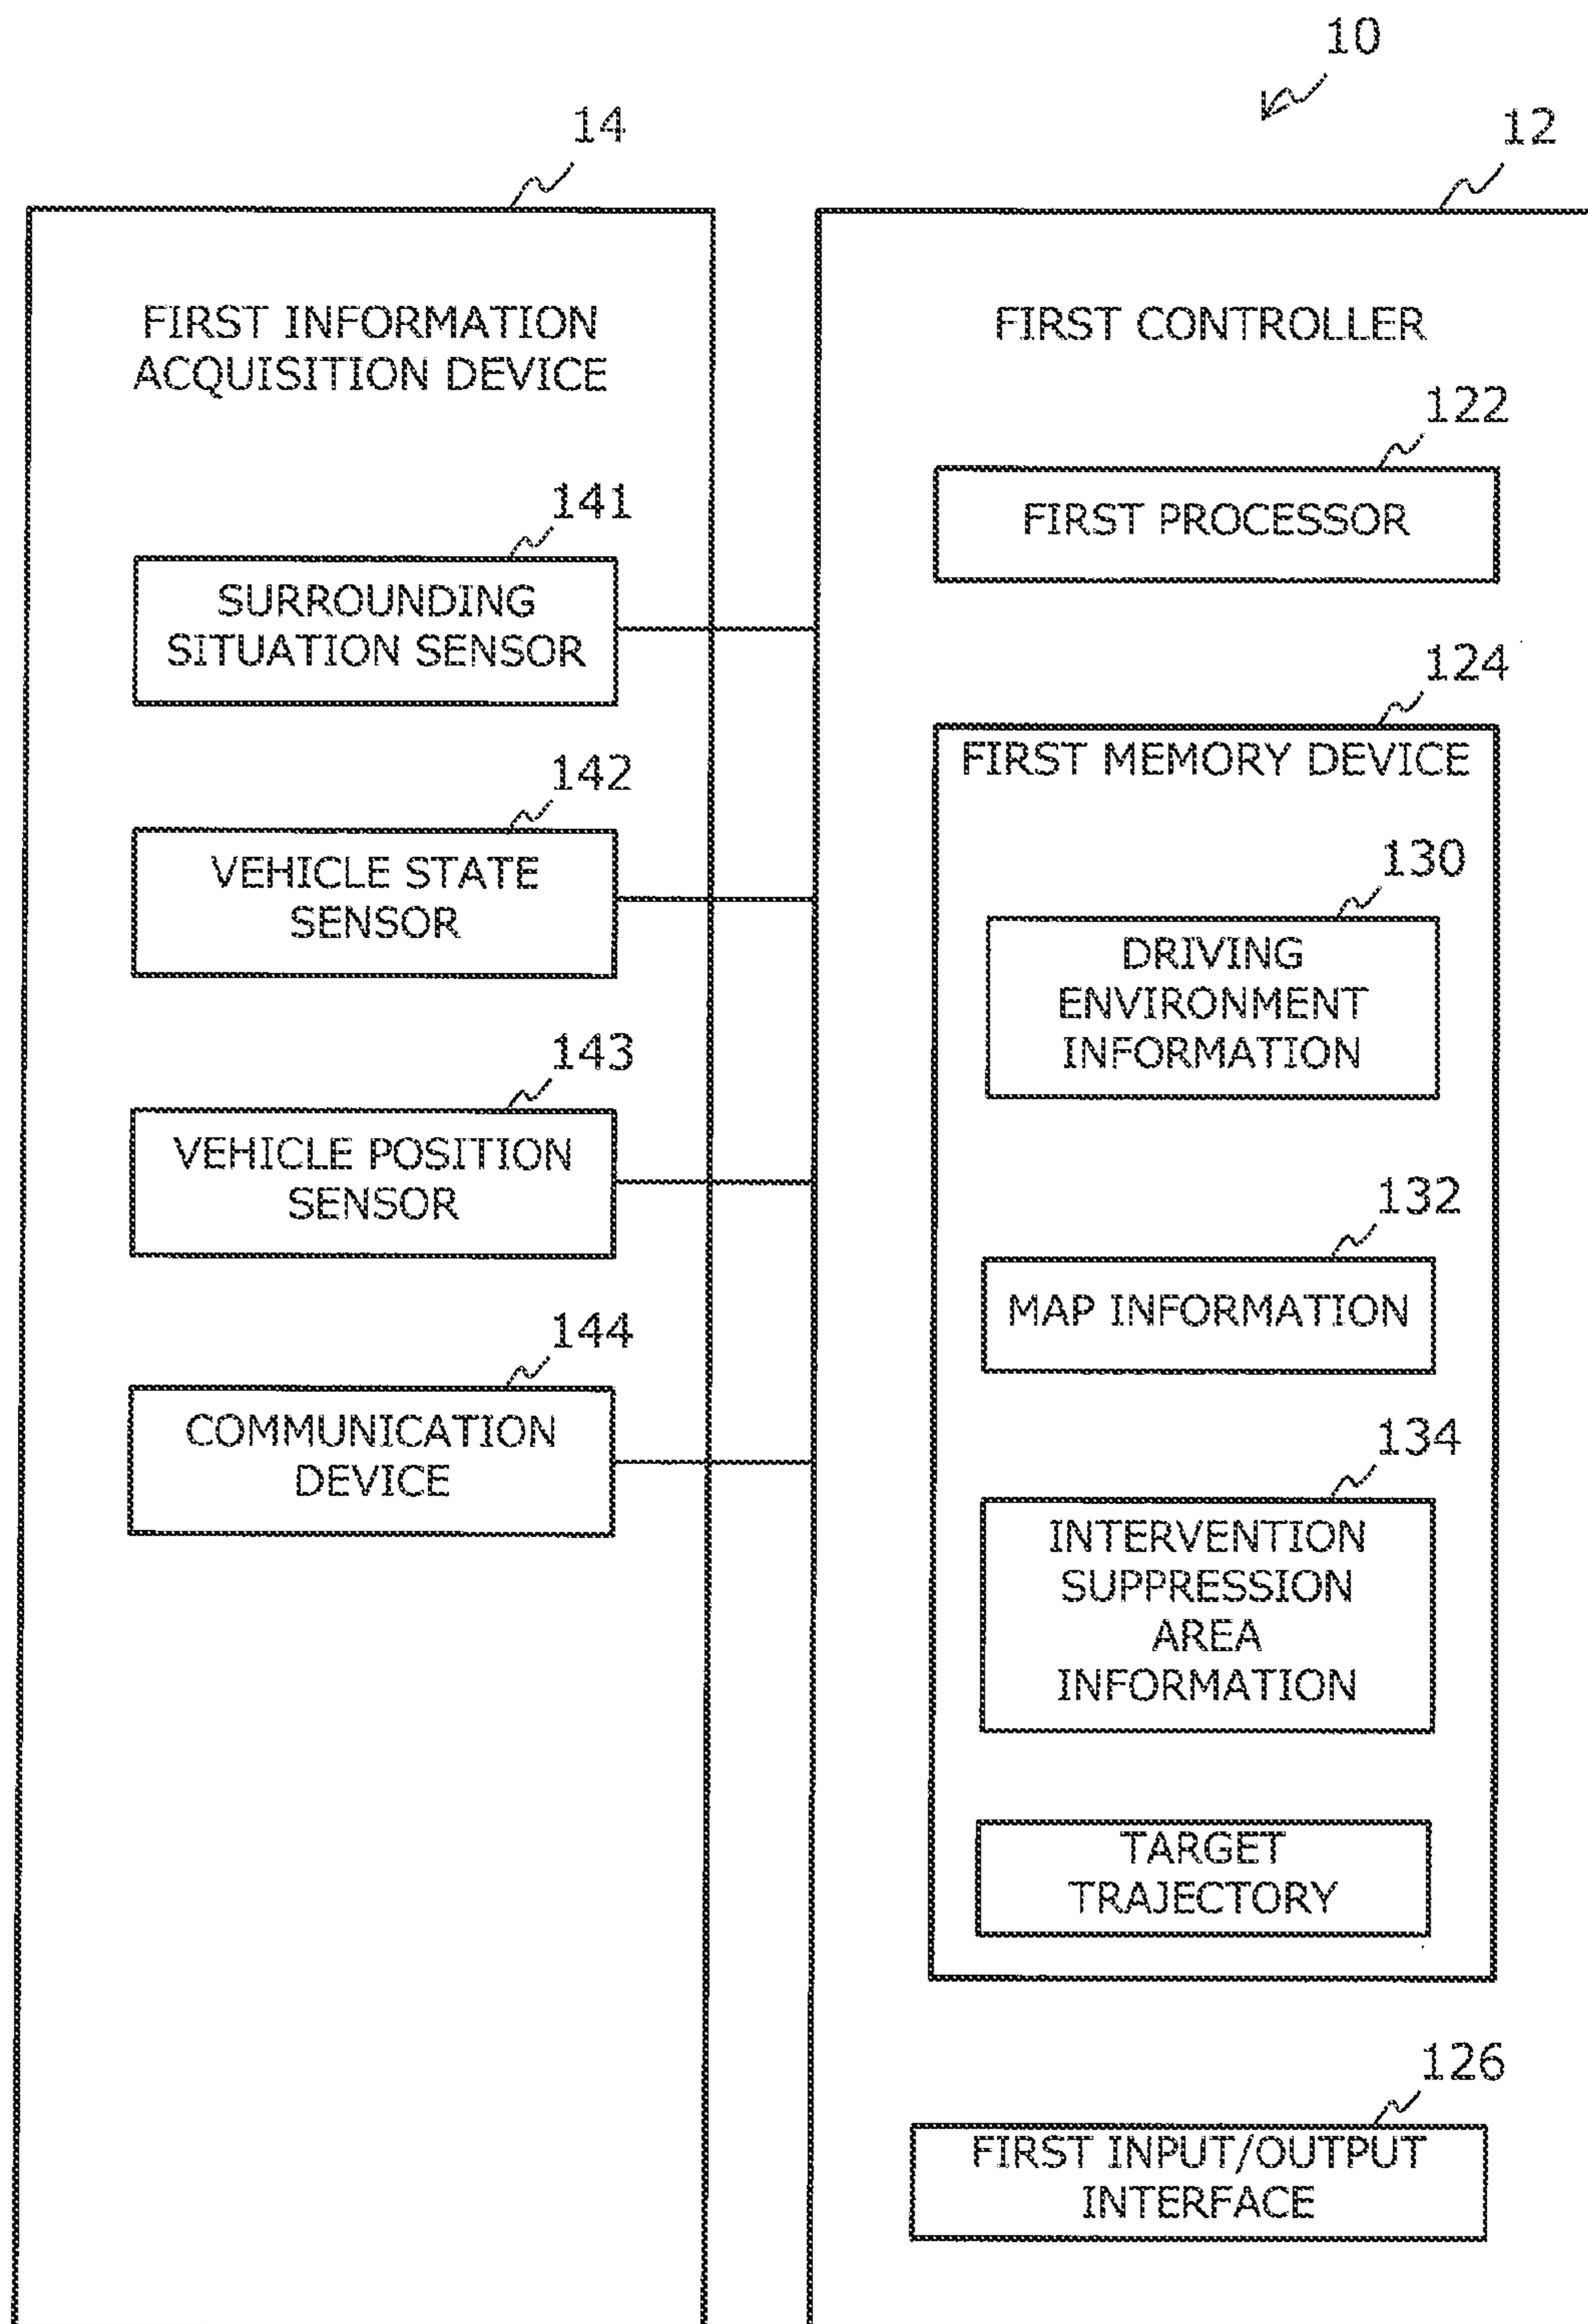 10
14
12
FIRST INFORMATION
ACQUISITION DEVICE
141
SURROUNDING
SITUATION SENSOR
142
VEHICLE STATE
SENSOR
143
VEHICLE POSITION
SENSOR
144
COMMUNICATION
DEVICE
FIRST CONTROLLER
122
FIRST PROCESSOR
124
FIRST MEMORY DEVICE
130
DRIVING
ENVIRONMENT
INFORMATION
132
MAP INFORMATION
134
INTERVENTION
SUPPRESSION
AREA
INFORMATION
TARGET
TRAJECTORY
126
FIRST INPUT/OUTPUT
INTERFACE